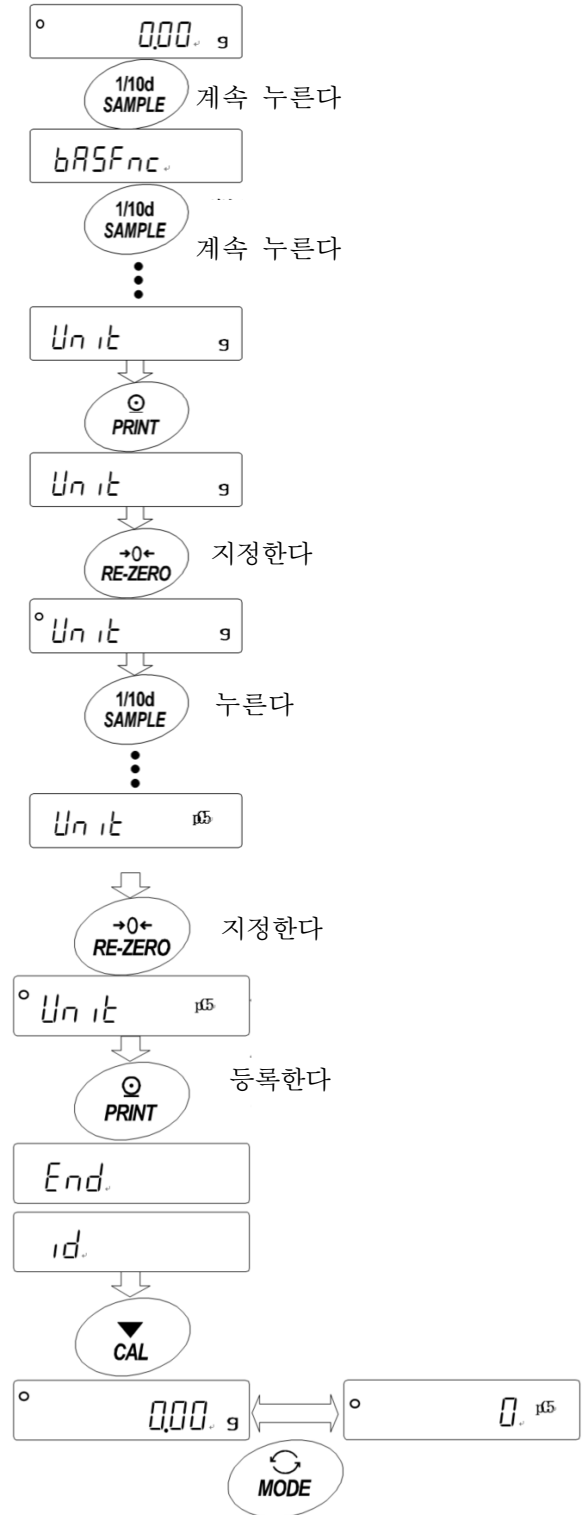 0.00 g
1/10d
SAMPLE
계속 누른다
bASFnc
1/10d
SAMPLE
계속 누른다
Unit g
PRINT
Unit g
→0←
RE-ZERO
지정한다
Unit g
1/10d
SAMPLE
누른다
Unit pcs
→0←
RE-ZERO
지정한다
Unit pcs
PRINT
등록한다
End
id
CAL
0.00 g
0 pcs
MODE